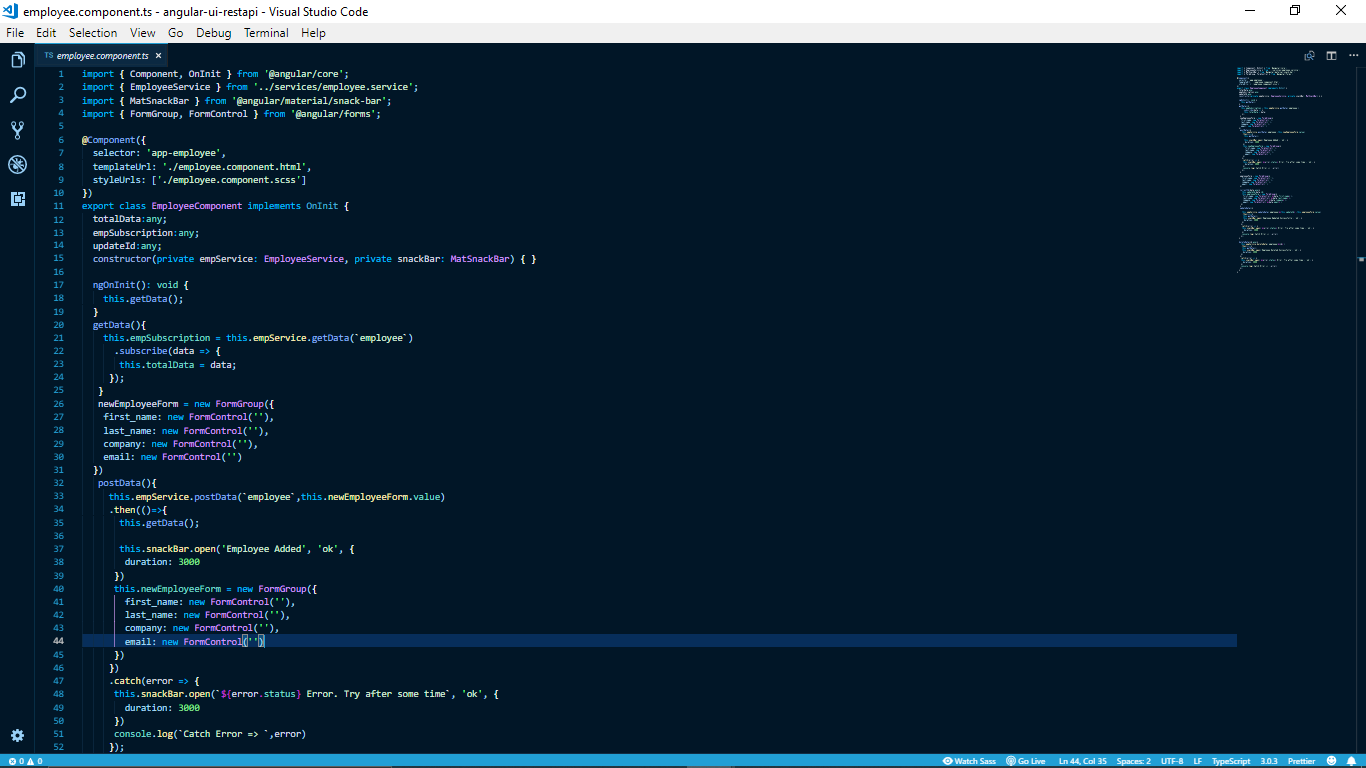 employee.component.ts - angular-ui-restapi - Visual Studio Code
File Edit Selection View Go Debug Terminal Help
TS employee.component.ts ×
1 import { Component, OnInit } from '@angular/core';
2 import { EmployeeService } from '../services/employee.service';
3 import { MatSnackBar } from '@angular/material/snack-bar';
4 import { FormGroup, FormControl } from '@angular/forms';
5
6 @Component({
7 selector: 'app-employee',
8 templateUrl: './employee.component.html',
9 styleUrls: ['./employee.component.scss']
10 })
11 export class EmployeeComponent implements OnInit {
12 totalData:any;
13 empSubscription:any;
14 updateId:any;
15 constructor(private empService: EmployeeService, private snackBar: MatSnackBar) { }
16
17 ngOnInit(): void {
18 this.getData();
19 }
20 getData(){
21 this.empSubscription = this.empService.getData(`employee`)
22 .subscribe(data => {
23 this.totalData = data;
24 });
25 }
26 newEmployeeForm = new FormGroup({
27 first_name: new FormControl(''),
28 last_name: new FormControl(''),
29 company: new FormControl(''),
30 email: new FormControl('')
31 })
32 postData(){
33 this.empService.postData(`employee`,this.newEmployeeForm.value)
34 .then(()=>{
35 this.getData();
36
37 this.snackBar.open('Employee Added', 'ok', {
38 duration: 3000
39 })
40 this.newEmployeeForm = new FormGroup({
41 first_name: new FormControl(''),
42 last_name: new FormControl(''),
43 company: new FormControl(''),
44 email: new FormControl('')
45 })
46 })
47 .catch(error => {
48 this.snackBar.open(`${error.status} Error. Try after some time`, 'ok', {
49 duration: 3000
50 })
51 console.log(`Catch Error => `,error)
52 });
0 0 Watch Sass Go Live Ln 44, Col 35 Spaces: 2 UTF-8 LF TypeScript 3.0.3 Prettier